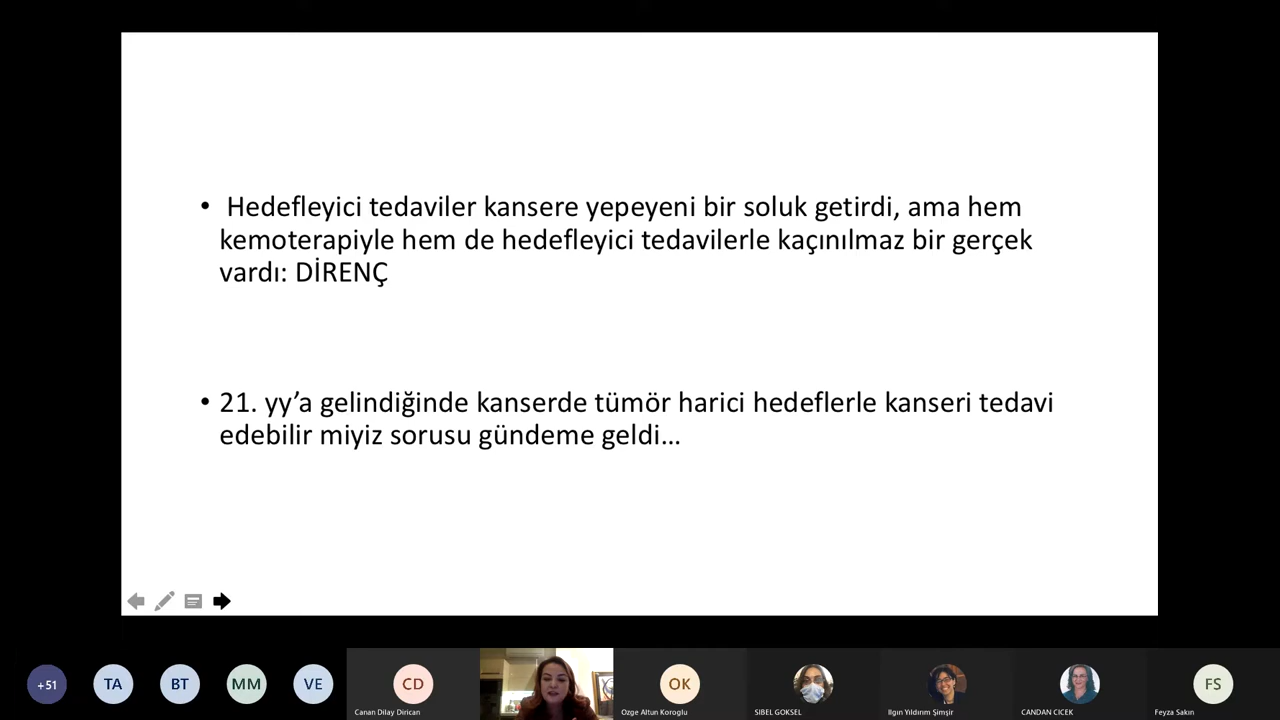 • Hedefleyici tedaviler kansere yepeyeni bir soluk getirdi, ama hem
kemoterapiyle hem de hedefleyici tedavilerle kaçınılmaz bir gerçek
vardı: DİRENÇ
• 21. yy’a gelindiğinde kanserde tümör harici hedeflerle kanseri tedavi
edebilir miyiz sorusu gündeme geldi...
+51
TA
BT
MM
VE
CD
OK
FS
Canan Dilay Dirican
Ozge Altun Koroglu
SIBEL GOKSEL
Ilgın Yıldırım Şimşir
CANDAN CICEK
Feyza Sakın